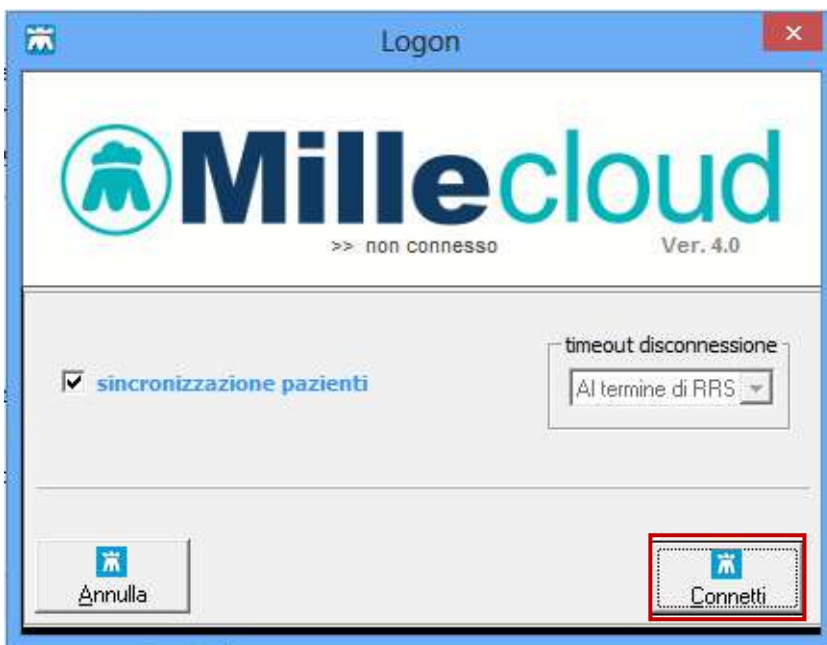 Logon
Millecloud
>> non connesso
Ver. 4.0
sincronizzazione pazienti
timeout disconnessione
Al termine di RRS
Annulla
Connetti